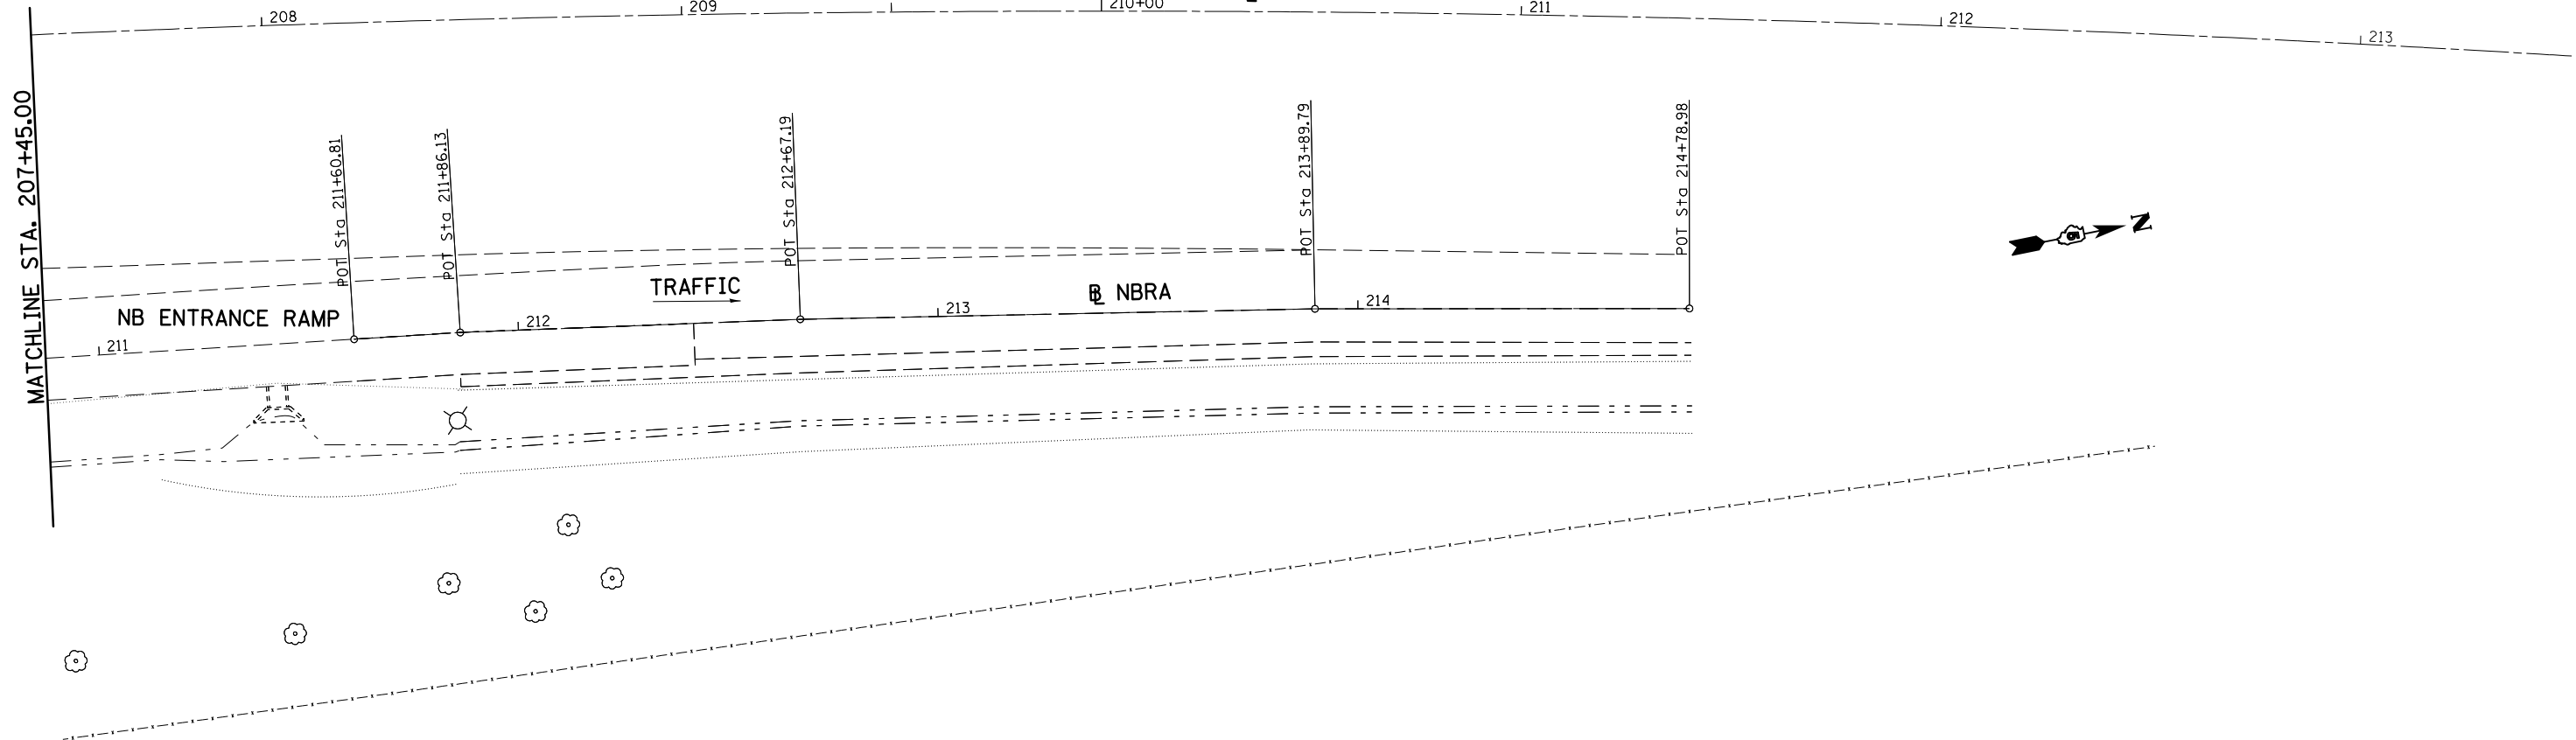 208
209
210+00
211
212
213
MATCHLINE STA. 207+45.00
POT Sta 211+60.81
POT Sta 211+86.13
POT Sta 212+67.19
POT Sta 213+89.79
POT Sta 214+78.98
N
TRAFFIC
BL NBRA
NB ENTRANCE RAMP
211
212
213
214